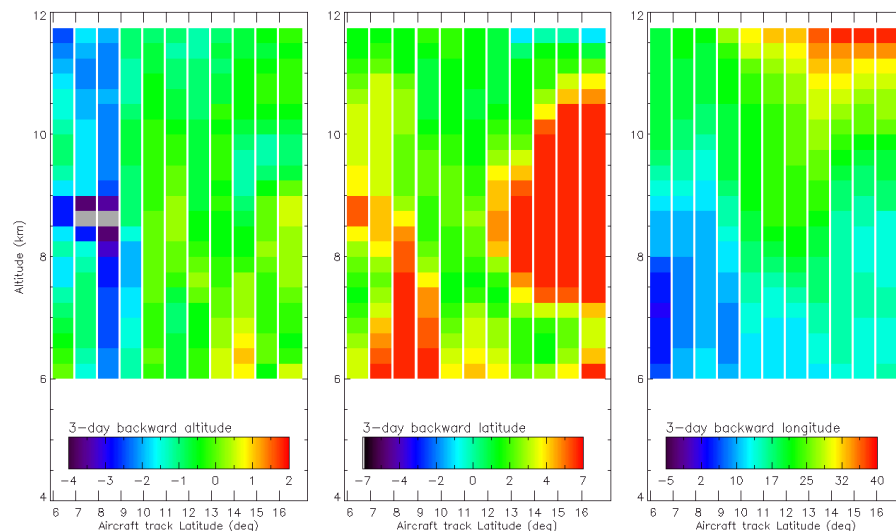 12 12 12
10 10 10
Altitude (km)
8 8 8
6 6 6
3-day backward altitude 3-day backward latitude 3-day backward longitude
-4 -3 -2 -1 0 1 2 -7 -4 -2 0 2 4 7 -5 2 10 17 25 32 40
4 4 4
6 7 8 9 10 11 12 13 14 15 16 6 7 8 9 10 11 12 13 14 15 16 6 7 8 9 10 11 12 13 14 15 16
Aircraft track Latitude (deg) Aircraft track Latitude (deg) Aircraft track Latitude (deg)